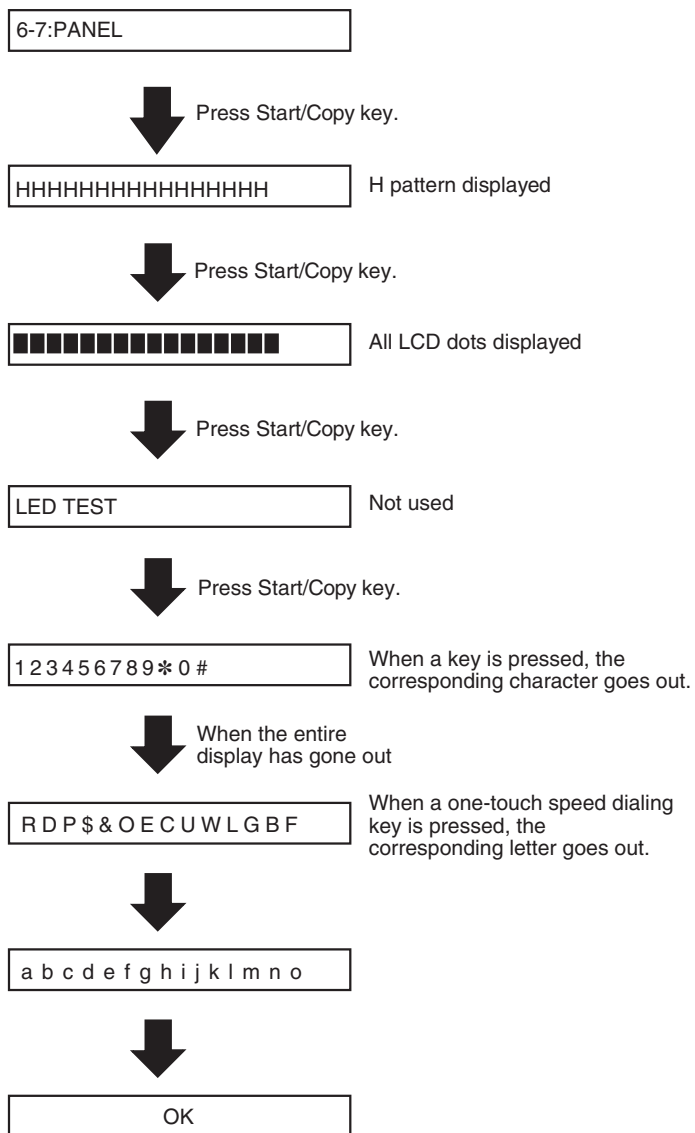 6-7:PANEL
Press Start/Copy key.
HHHHHHHHHHHHHHHH
H pattern displayed
Press Start/Copy key.
■■■■■■■■■■■■■■■■
All LCD dots displayed
Press Start/Copy key.
LED TEST
Not used
Press Start/Copy key.
1 2 3 4 5 6 7 8 9 ✻ 0 #
When a key is pressed, the
corresponding character goes out.
When the entire
display has gone out
R D P $ & O E C U W L G B F
When a one-touch speed dialing
key is pressed, the
corresponding letter goes out.
a b c d e f g h i j k l m n o
OK